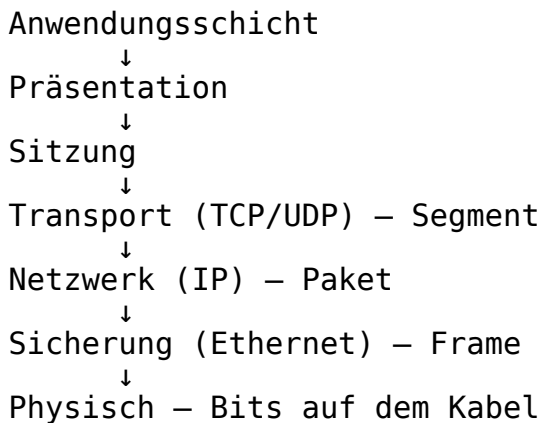 Anwendungsschicht
↓
Präsentation
↓
Sitzung
↓
Transport (TCP/UDP) – Segment
↓
Netzwerk (IP) – Paket
↓
Sicherung (Ethernet) – Frame
↓
Physisch – Bits auf dem Kabel